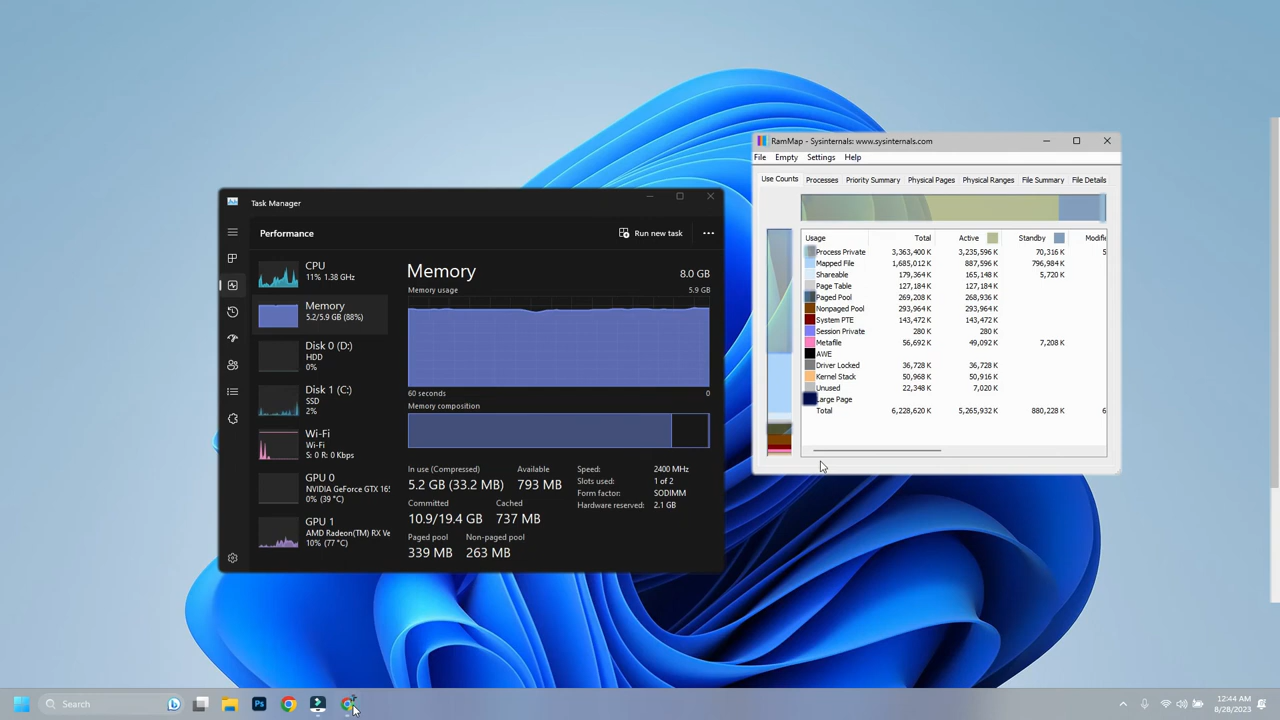 Task Manager
Performance
Run new task
CPU
11% 1.38 GHz
Memory
5.2/5.9 GB (88%)
Disk 0 (D:)
HDD
0%
Disk 1 (C:)
SSD
2%
Wi-Fi
Wi-Fi
S: 0 R: 0 Kbps
GPU 0
NVIDIA GeForce GTX 16
0% (39 °C)
GPU 1
AMD Radeon(TM) RX Ve
10% (77 °C)
Memory 8.0 GB
Memory usage 5.9 GB
60 seconds 0
Memory composition
In use (Compressed) Available
5.2 GB (33.2 MB) 793 MB
Committed Cached
10.9/19.4 GB 737 MB
Paged pool Non-paged pool
339 MB 263 MB
Speed: 2400 MHz
Slots used: 1 of 2
Form factor: SODIMM
Hardware reserved: 2.1 GB
RamMap - Sysinternals: www.sysinternals.com
File Empty Settings Help
Use Counts Processes Priority Summary Physical Pages Physical Ranges File Summary File Details
Usage Total Active Standby Modifie
Process Private 3,363,400 K 3,235,596 K 70,316 K 5
Mapped File 1,685,012 K 887,596 K 796,984 K
Shareable 179,364 K 165,148 K 5,720 K
Page Table 127,184 K 127,184 K
Paged Pool 269,208 K 268,936 K
Nonpaged Pool 293,964 K 293,964 K
System PTE 143,472 K 143,472 K
Session Private 280 K 280 K
Metafile 56,692 K 49,092 K 7,208 K
AWE
Driver Locked 36,728 K 36,728 K
Kernel Stack 50,968 K 50,916 K
Unused 22,348 K 7,020 K
Large Page
Total 6,228,620 K 5,265,932 K 880,228 K 6
Search
Ps
12:44 AM
8/28/2023